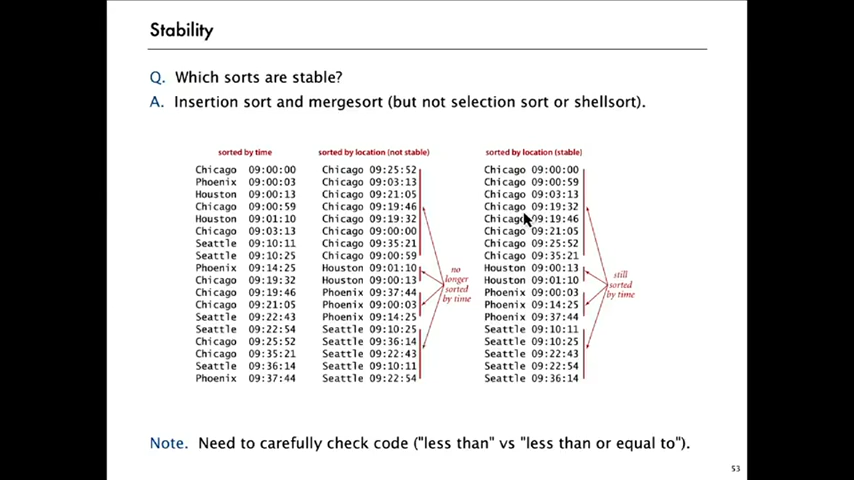 Stability
Q. Which sorts are stable?
A. Insertion sort and mergesort (but not selection sort or shellsort).
sorted by time
Chicago 09:00:00
Phoenix 09:00:03
Houston 09:00:13
Chicago 09:00:59
Houston 09:01:10
Chicago 09:03:13
Seattle 09:10:11
Seattle 09:10:25
Phoenix 09:14:25
Chicago 09:19:32
Chicago 09:19:46
Chicago 09:21:05
Seattle 09:22:43
Seattle 09:22:54
Chicago 09:25:52
Chicago 09:35:21
Seattle 09:36:14
Phoenix 09:37:44
sorted by location (not stable)
Chicago 09:25:52
Chicago 09:03:13
Chicago 09:21:05
Chicago 09:19:46
Chicago 09:19:32
Chicago 09:00:00
Chicago 09:35:21
Chicago 09:00:59
Houston 09:01:10
Houston 09:00:13
Phoenix 09:37:44
Phoenix 09:00:03
Phoenix 09:14:25
Seattle 09:10:25
Seattle 09:36:14
Seattle 09:22:43
Seattle 09:10:11
Seattle 09:22:54
no
longer
sorted
by time
sorted by location (stable)
Chicago 09:00:00
Chicago 09:00:59
Chicago 09:03:13
Chicago 09:19:32
Chicago 09:19:46
Chicago 09:21:05
Chicago 09:25:52
Chicago 09:35:21
Houston 09:00:13
Houston 09:01:10
Phoenix 09:00:03
Phoenix 09:14:25
Phoenix 09:37:44
Seattle 09:10:11
Seattle 09:10:25
Seattle 09:22:43
Seattle 09:22:54
Seattle 09:36:14
still
sorted
by time
Note. Need to carefully check code ("less than" vs "less than or equal to").
53